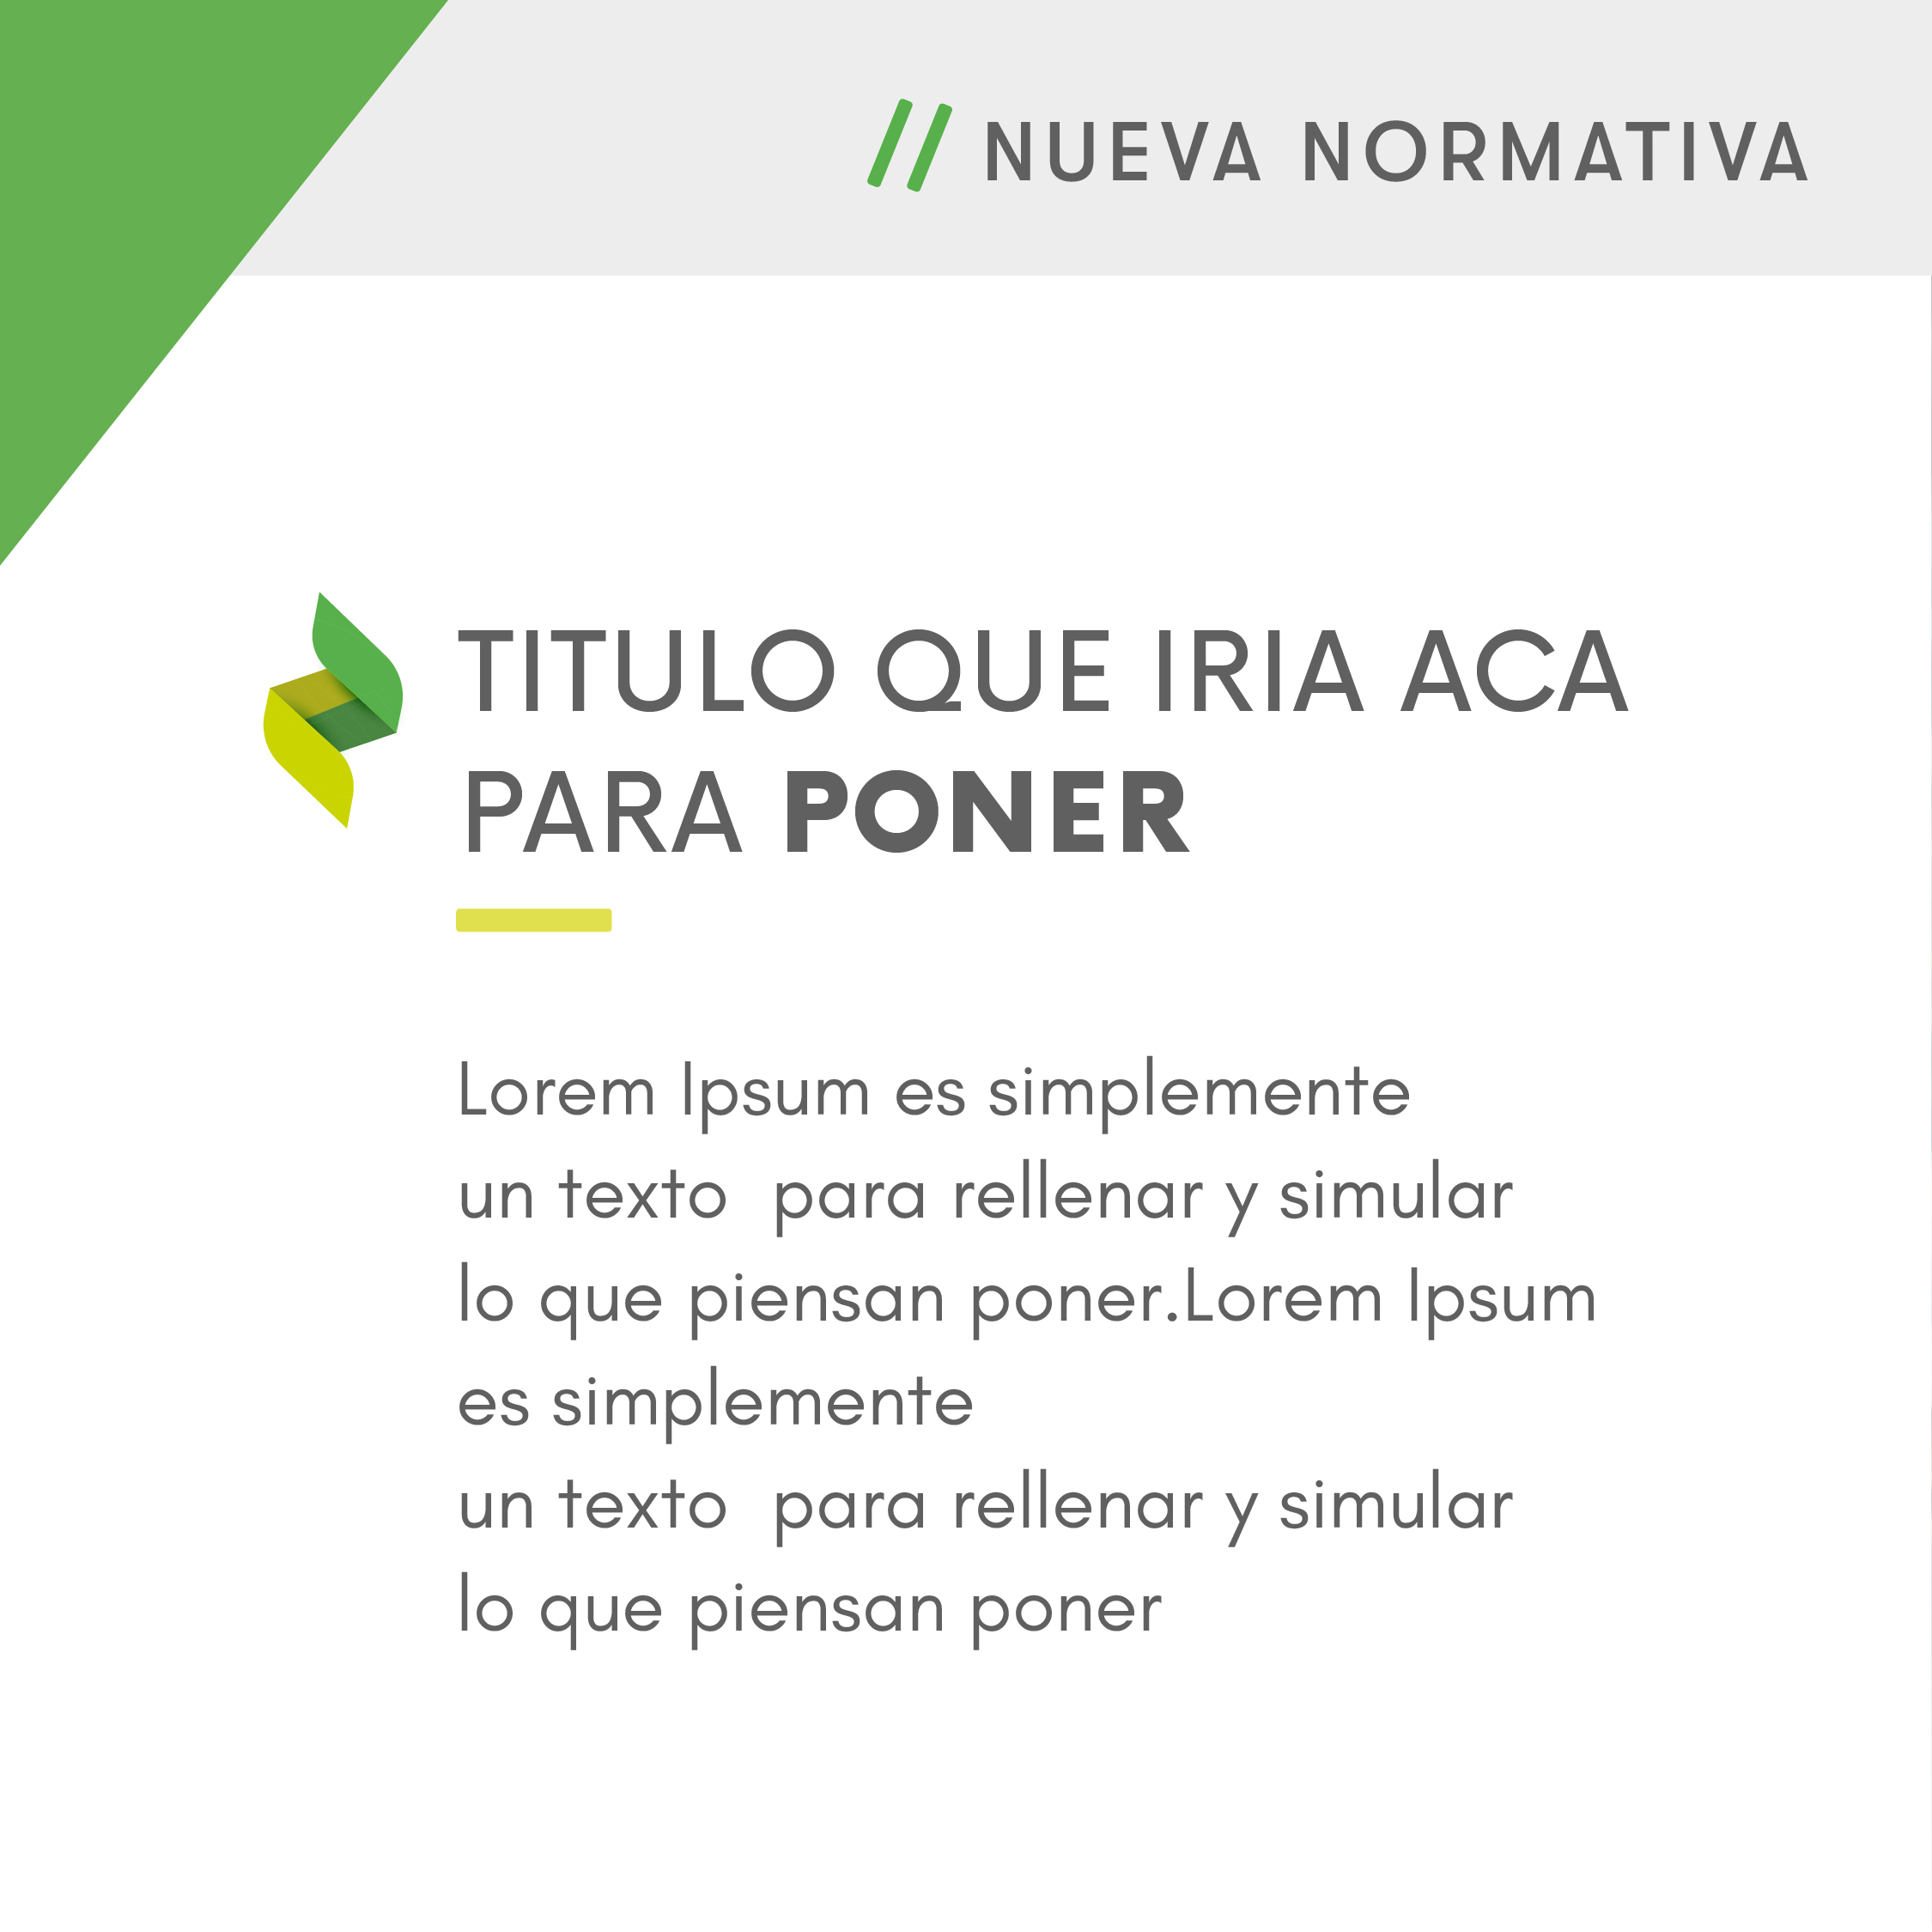 // NUEVA NORMATIVA
TITULO QUE IRIA ACA
PARA PONER
Lorem Ipsum es simplemente
un texto  para rellenar y simular
lo que piensan poner.Lorem Ipsum
es simplemente
un texto  para rellenar y simular
lo que piensan poner